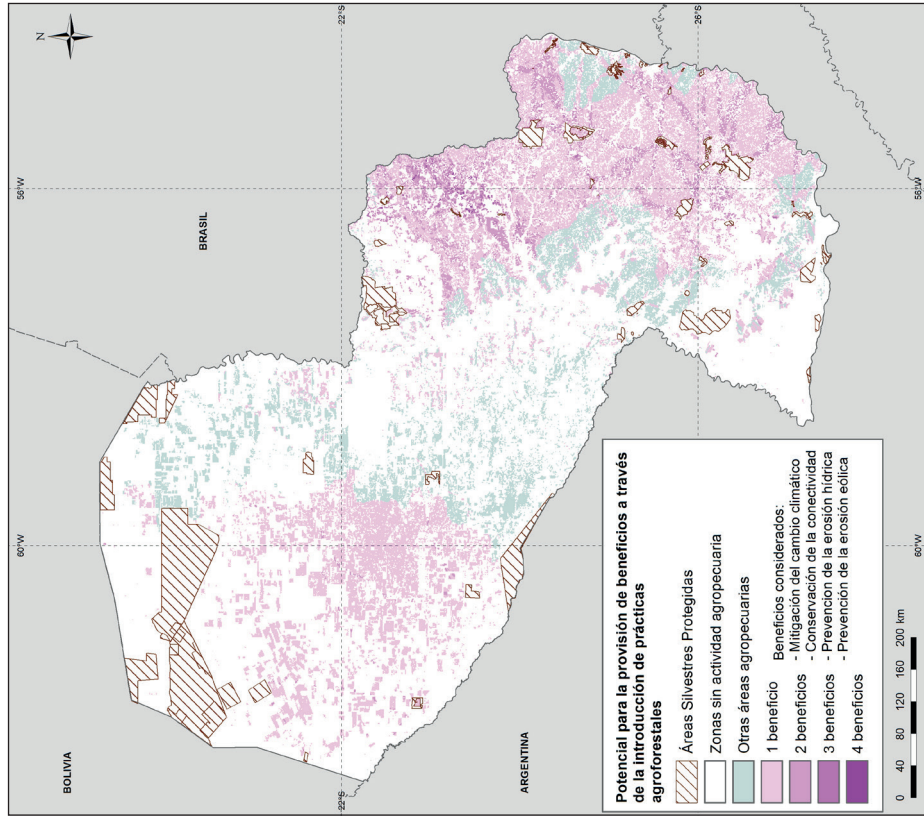 N
BOLIVIA
BRASIL
ARGENTINA
22°S
22°S
26°S
60°W
60°W
58°W
58°W
Potencial para la provisión de beneficios a través
de la introducción de prácticas
agroforestales
Áreas Silvestres Protegidas
Zonas sin actividad agropecuaria
Otras áreas agropecuarias
1 beneficio
2 beneficios
3 beneficios
4 beneficios
Beneficios considerados:
- Mitigación del cambio climático
- Conservación de la conectividad
- Prevencion de la erosión hídrica
- Prevención de la erosión eólica
0 40 80 120 160 200 km